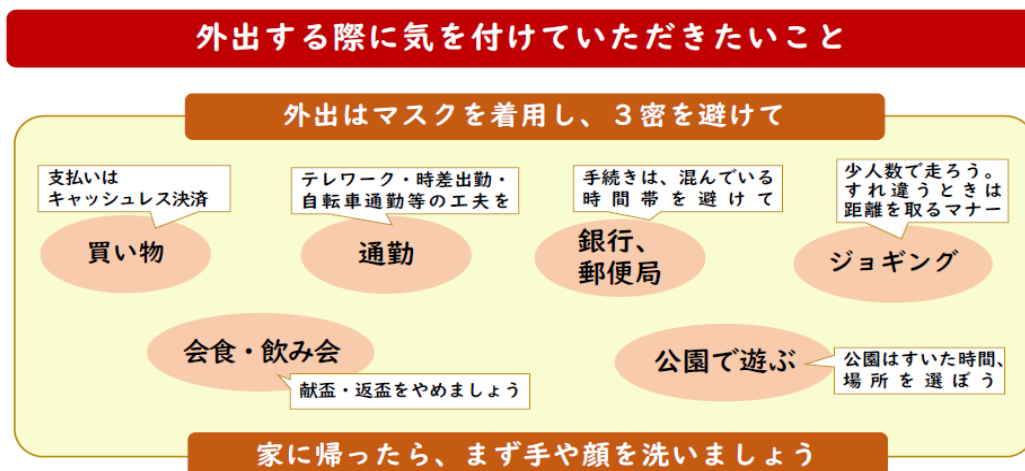 外出する際に気を付けていただきたいこと
外出はマスクを着用し、３密を避けて
支払いは
キャッシュレス決済
買い物
テレワーク・時差出勤・
自転車通勤等の工夫を
通勤
手続きは、混んでいる
時間帯を避けて
銀行、
郵便局
少人数で走ろう。
すれ違うときは
距離を取るマナー
ジョギング
会食・飲み会
献盃・返盃をやめましょう
公園で遊ぶ
公園はすいた時間、
場所を選ぼう
家に帰ったら、まず手や顔を洗いましょう